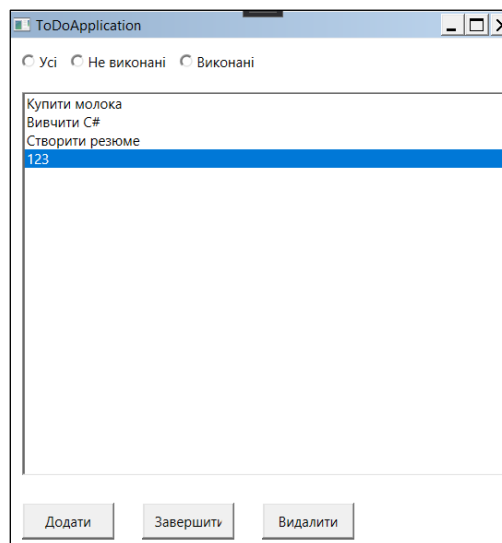 ToDoApplication
Усі Не виконані Виконані
Купити молока
Вивчити C#
Створити резюме
123
Додати Завершити Видалити